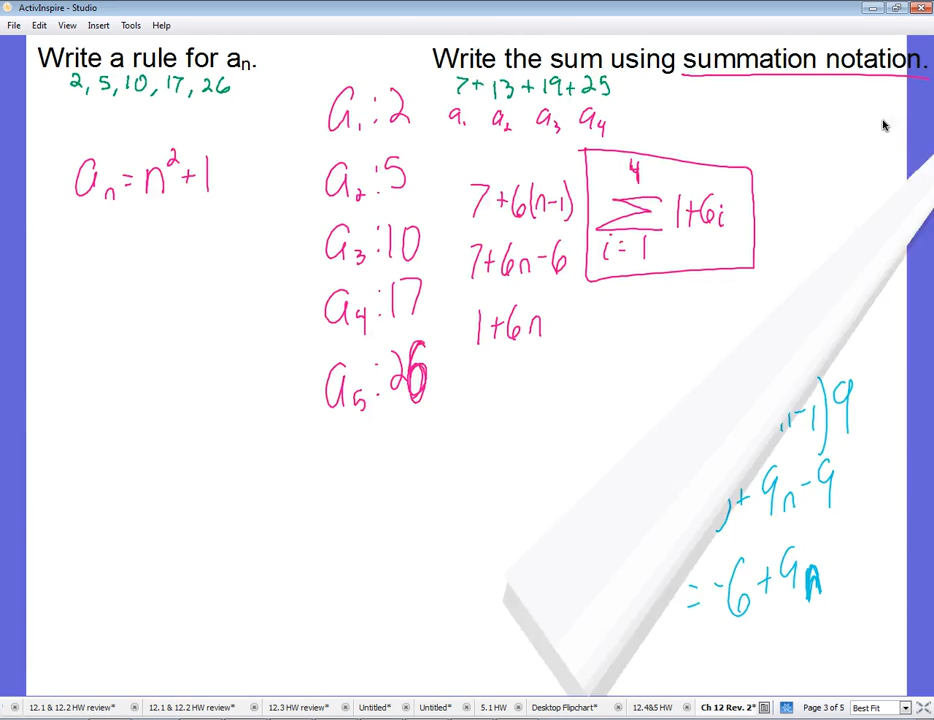 ActivInspire - Studio
File Edit View Insert Tools Help
Write a rule for aₙ.
2, 5, 10, 17, 26
aₙ = n² + 1
a₁ : 2
a₂ : 5
a₃ : 10
a₄ : 17
a₅ : 26
Write the sum using summation notation.
7 + 13 + 19 + 25
a₁ a₂ a₃ a₄
7+6(n-1)
7+6n-6
1+6n
4
Σ 1+6i
i = 1
n-1)9
+ 9n - 9
= -6 + 9n
12.1 & 12.2 HW review* 12.1 & 12.2 HW review* 12.3 HW review* Untitled* Untitled* 5.1 HW Desktop Flipchart* 12.4&5 HW Ch 12 Rev. 2* Page 3 of 5 Best Fit